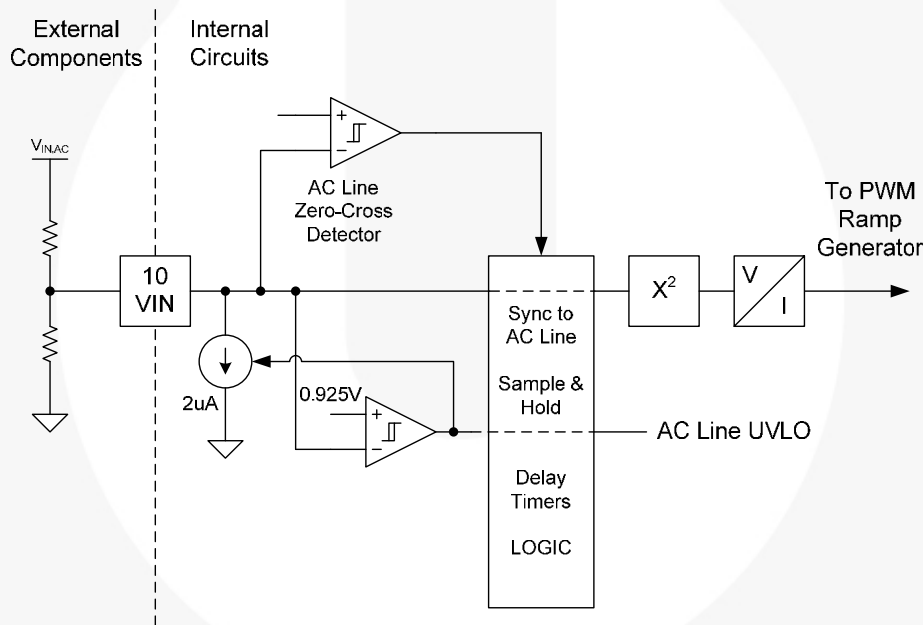 External
Components
Internal
Circuits
V_IN,AC
+
−
AC Line
Zero-Cross
Detector
To PWM
Ramp
Generator
10
VIN
Sync to
AC Line
X²
V
I
2uA
0.925V
+
−
Sample &
Hold
AC Line UVLO
Delay
Timers
LOGIC